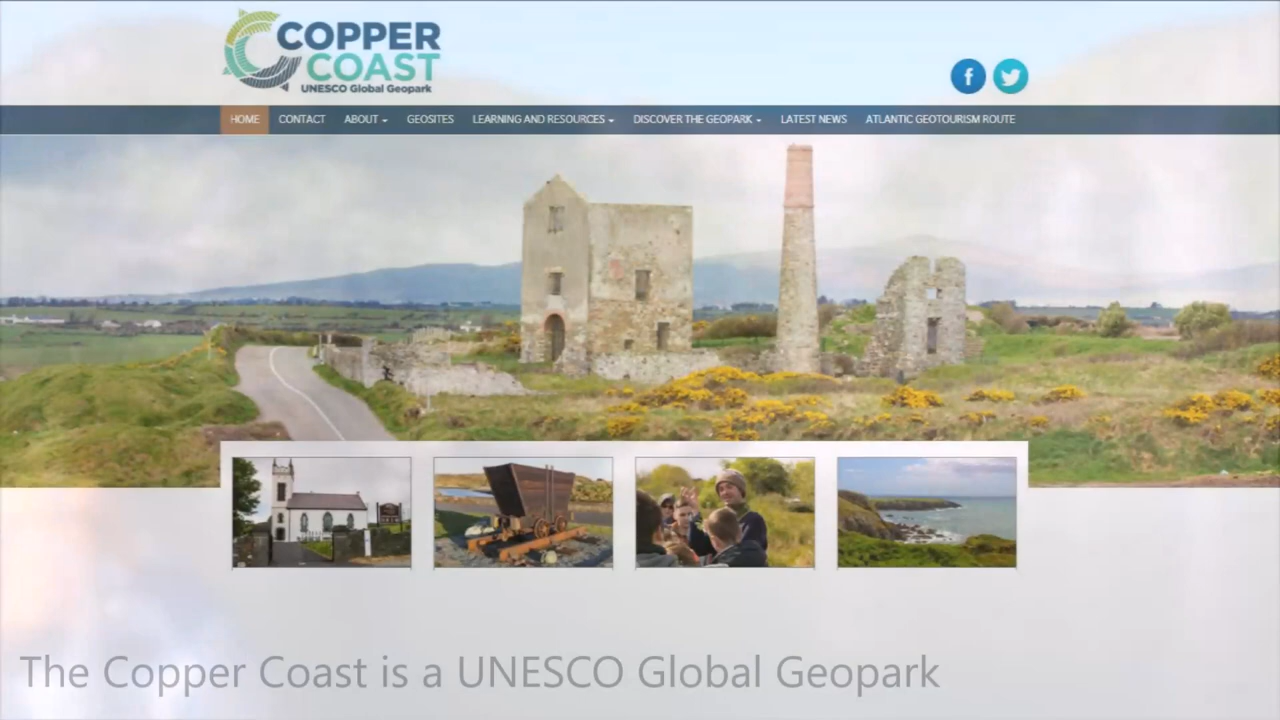 COPPER
COAST
UNESCO Global Geopark
HOME CONTACT ABOUT GEOSITES LEARNING AND RESOURCES DISCOVER THE GEOPARK LATEST NEWS ATLANTIC GEOTOURISM ROUTE
The Copper Coast is a UNESCO Global Geopark